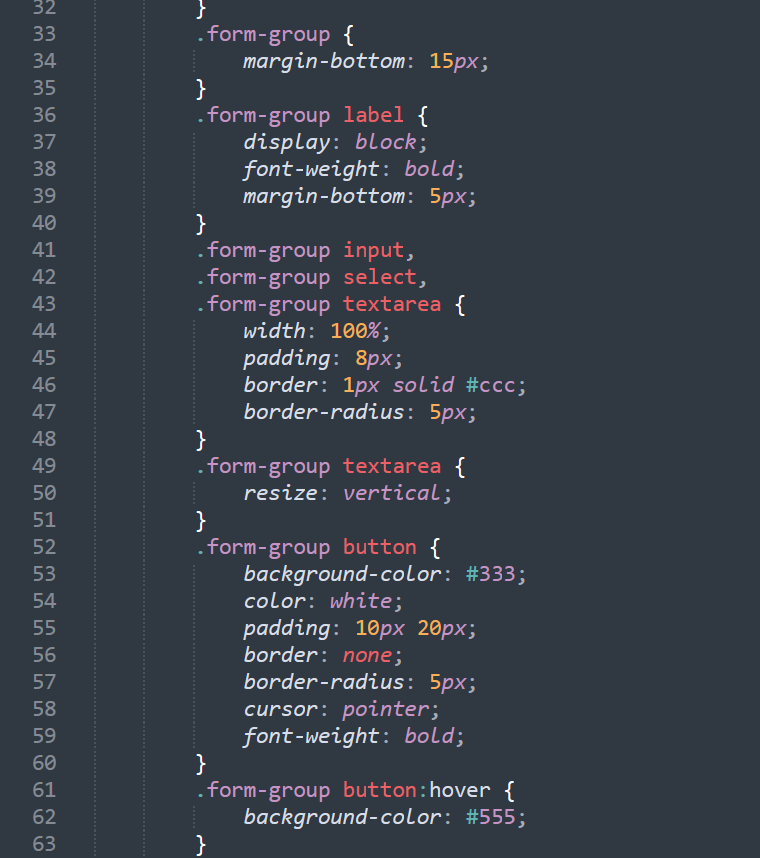 32 }
33 .form-group {
34 margin-bottom: 15px;
35 }
36 .form-group label {
37 display: block;
38 font-weight: bold;
39 margin-bottom: 5px;
40 }
41 .form-group input,
42 .form-group select,
43 .form-group textarea {
44 width: 100%;
45 padding: 8px;
46 border: 1px solid #ccc;
47 border-radius: 5px;
48 }
49 .form-group textarea {
50 resize: vertical;
51 }
52 .form-group button {
53 background-color: #333;
54 color: white;
55 padding: 10px 20px;
56 border: none;
57 border-radius: 5px;
58 cursor: pointer;
59 font-weight: bold;
60 }
61 .form-group button:hover {
62 background-color: #555;
63 }